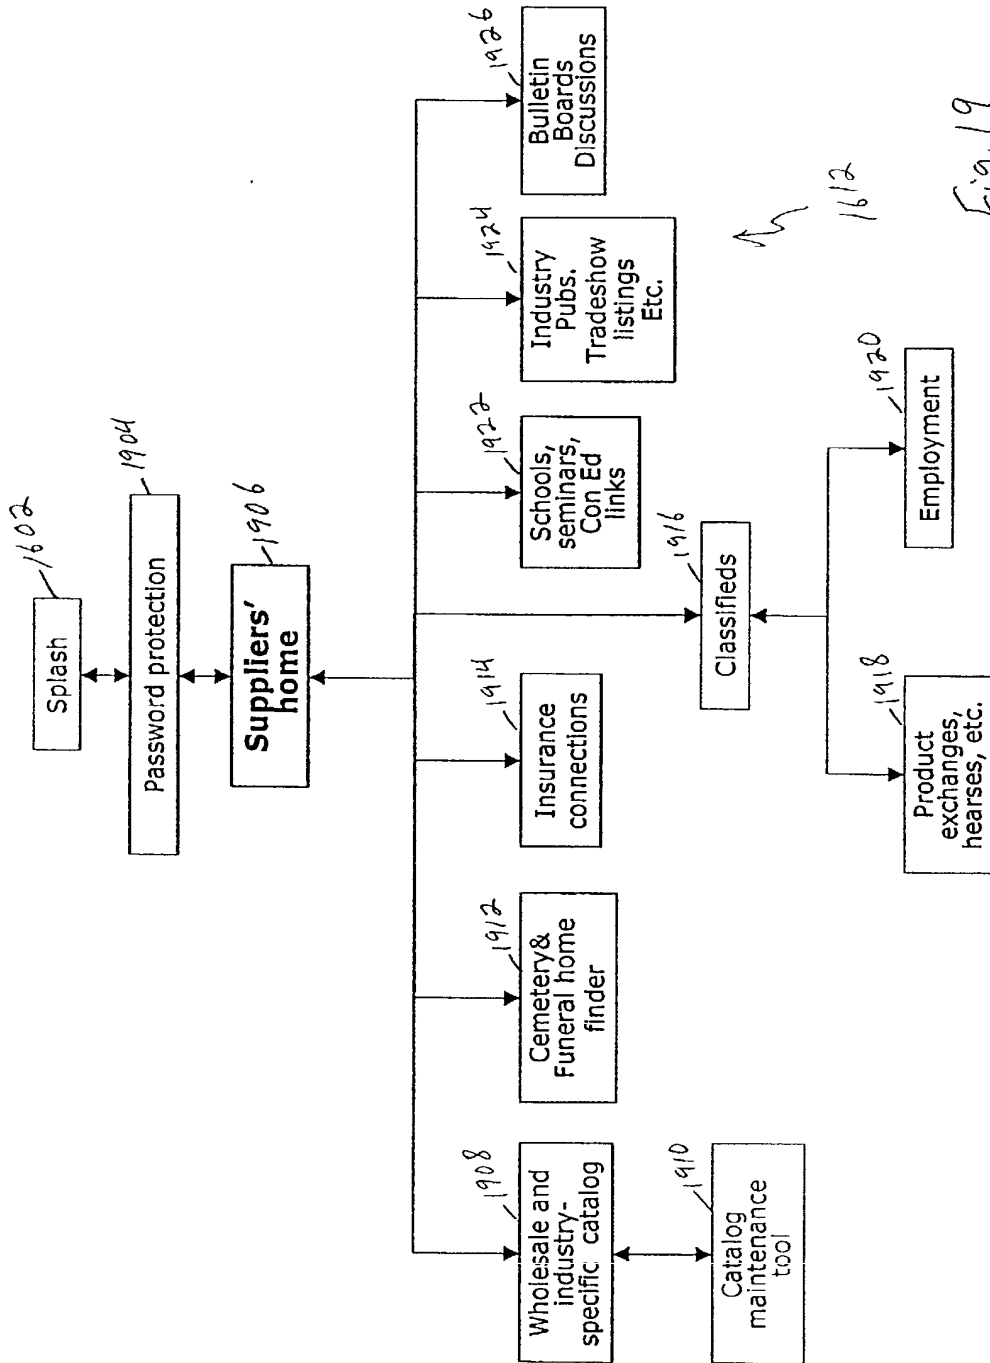 Splash
1602
Password protection
1904
Suppliers'
home
1906
Wholesale and
industry-
specific catalog
1908
Cemetery&
Funeral home
finder
1912
Insurance
connections
1914
Schools,
seminars,
Con Ed
links
1922
Industry
Pubs.
Tradeshow
listings
Etc.
1924
Bulletin
Boards
Discussions
1926
Catalog
maintenance
tool
1910
Classifieds
1916
1612
Product
exchanges,
hearses, etc.
1918
Employment
1920
Fig. 19